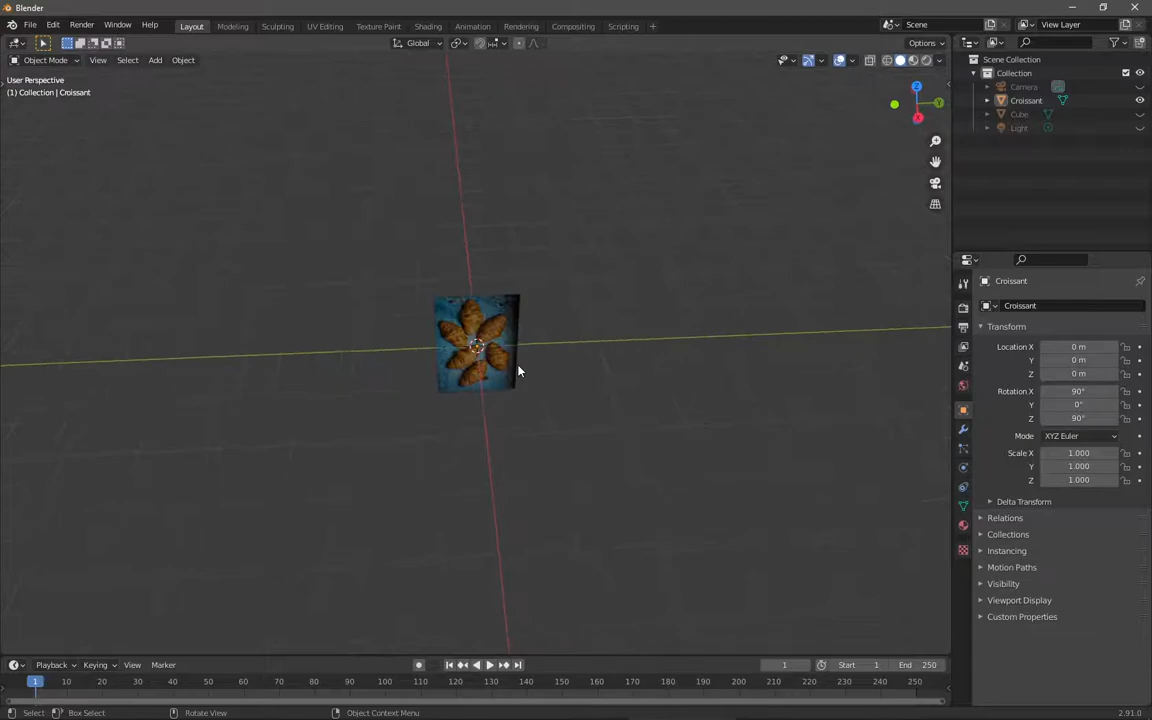 Blender
File Edit Render Window Help Layout Modeling Sculpting UV Editing Texture Paint Shading Animation Rendering Compositing Scripting + Scene View Layer
Global Options
Object Mode View Select Add Object
User Perspective
(1) Collection | Croissant
Z
Y
X
Scene Collection
Collection
Camera
Croissant
Cube
Light
Croissant
Croissant
Transform
Location X 0 m
Y 0 m
Z 0 m
Rotation X 90°
Y 0°
Z 90°
Mode XYZ Euler
Scale X 1.000
Y 1.000
Z 1.000
Delta Transform
Relations
Collections
Instancing
Motion Paths
Visibility
Viewport Display
Custom Properties
Playback Keying View Marker 1 Start 1 End 250
1 10 20 30 40 50 60 70 80 90 100 110 120 130 140 150 160 170 180 190 200 210 220 230 240 250
Select Box Select Rotate View Object Context Menu 2.91.0